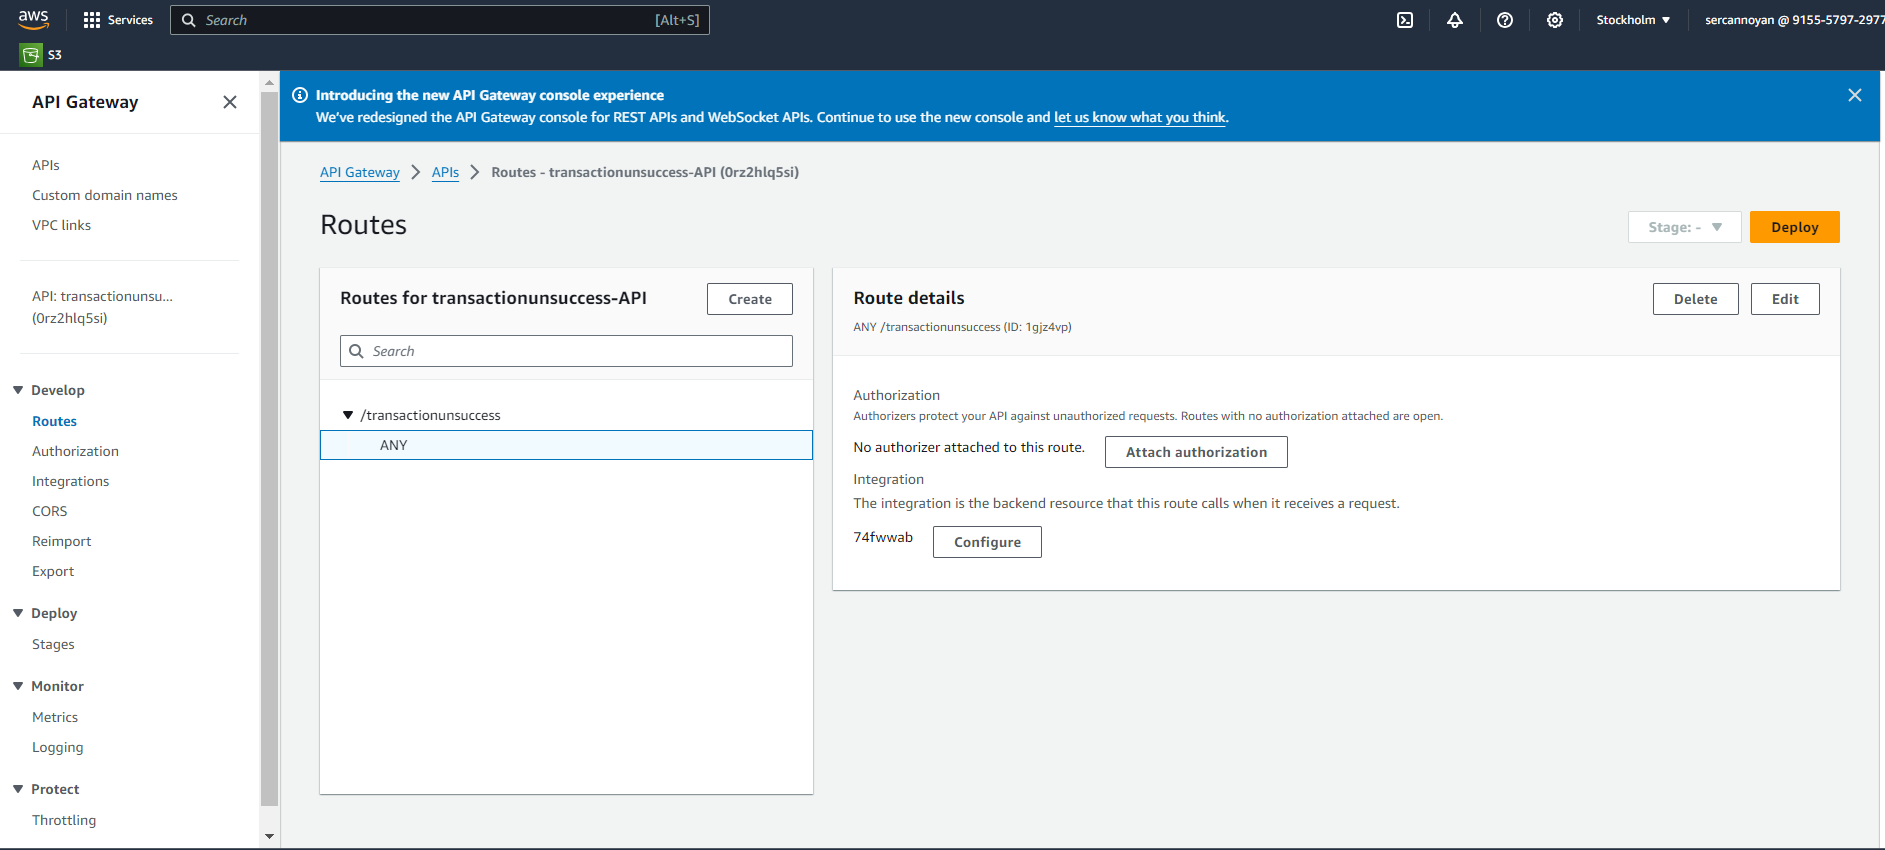 aws
Services
Search
[Alt+S]
Stockholm
sercannoyan @ 9155-5797-2977
S3
API Gateway
APIs
Custom domain names
VPC links
API: transactionunsu...
(0rz2hlq5si)
Develop
Routes
Authorization
Integrations
CORS
Reimport
Export
Deploy
Stages
Monitor
Metrics
Logging
Protect
Throttling
Introducing the new API Gateway console experience
We've redesigned the API Gateway console for REST APIs and WebSocket APIs. Continue to use the new console and let us know what you think.
API Gateway
APIs
Routes - transactionunsuccess-API (0rz2hlq5si)
Routes
Stage: -
Deploy
Routes for transactionunsuccess-API
Create
Search
/transactionunsuccess
ANY
Route details
Delete
Edit
ANY /transactionunsuccess (ID: 1gjz4vp)
Authorization
Authorizers protect your API against unauthorized requests. Routes with no authorization attached are open.
No authorizer attached to this route.
Attach authorization
Integration
The integration is the backend resource that this route calls when it receives a request.
74fwwab
Configure